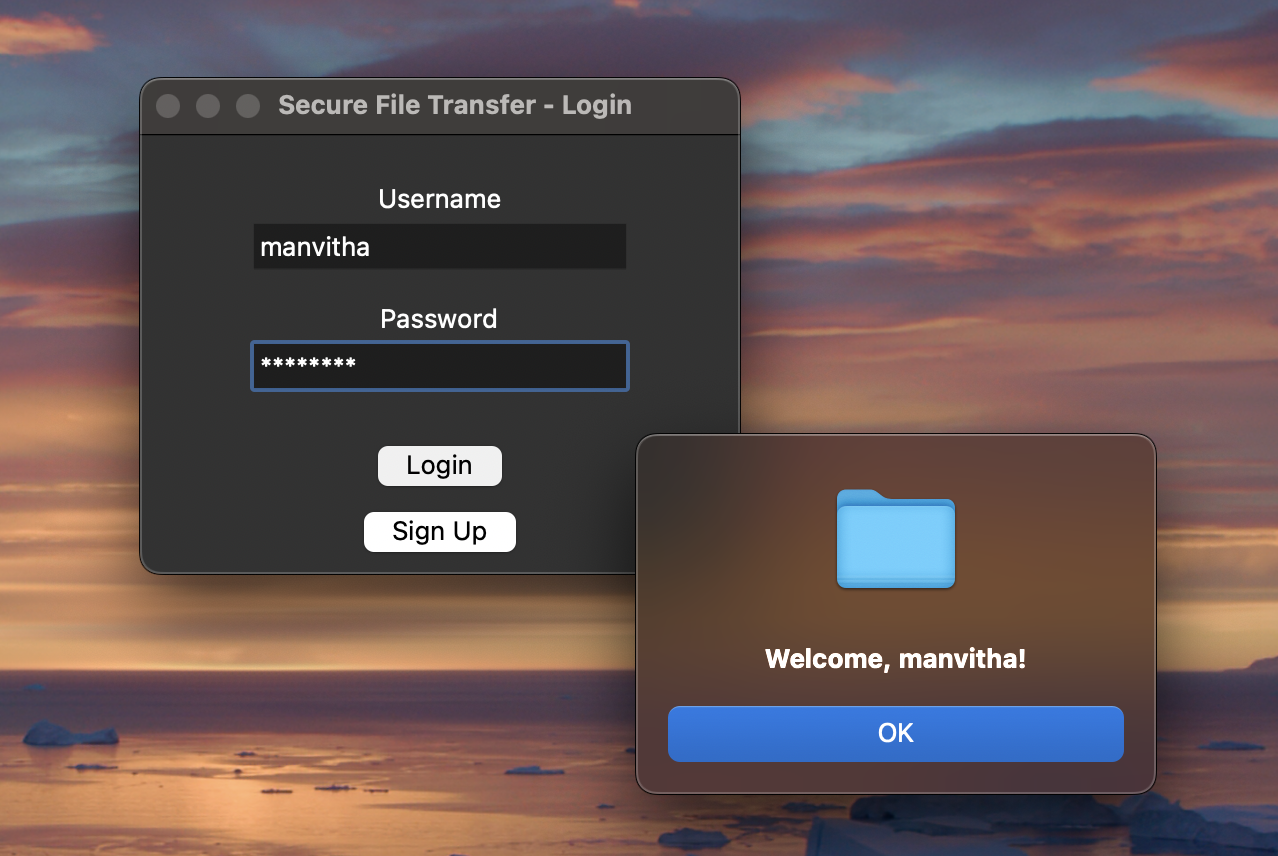 Secure File Transfer - Login
Username
manvitha
Password
********
Login
Sign Up
Welcome, manvitha!
OK